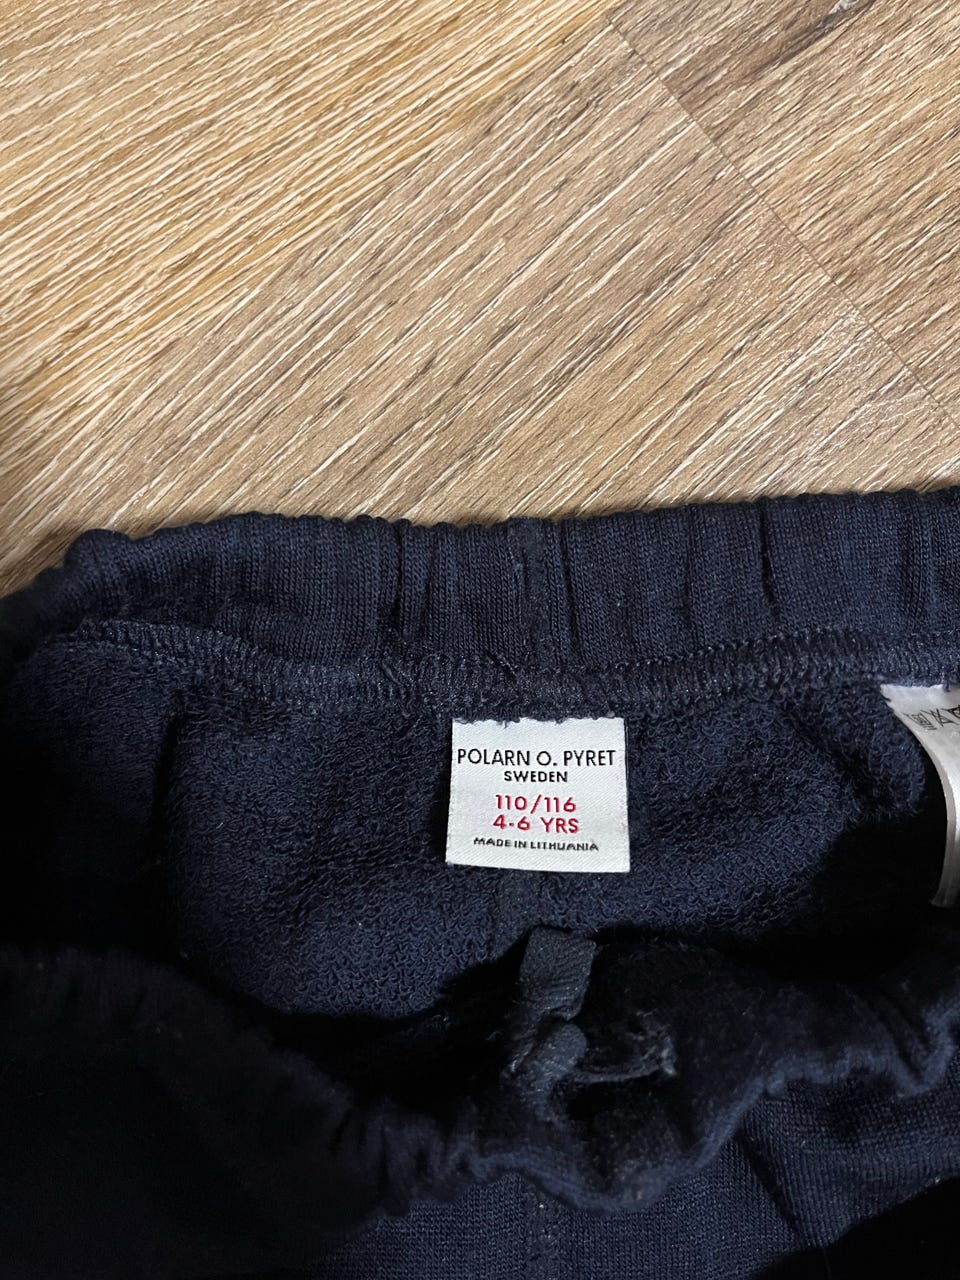 POLARN O. PYRET
SWEDEN
110/116
4-6 YRS
MADE IN LITHUANIA